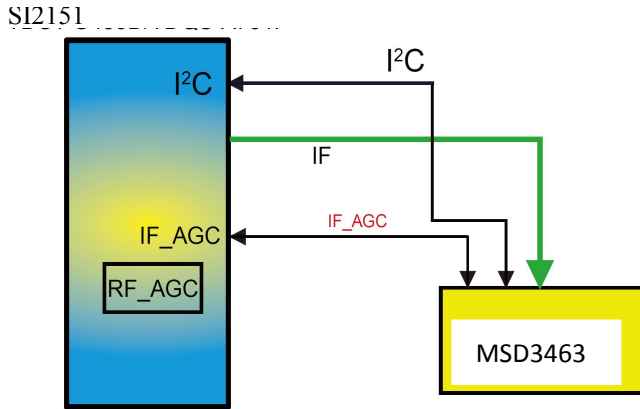 SI2151
I²C
I²C
IF
IF_AGC
IF_AGC
RF_AGC
MSD3463